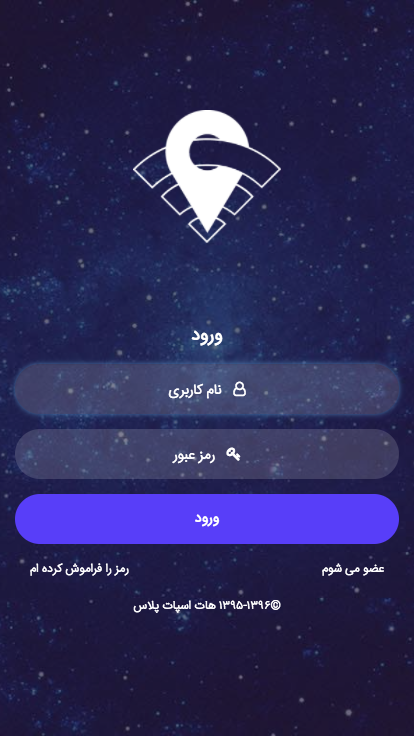 ورود
نام کاربری
رمز عبور
ورود
عضو می شوم
رمز را فراموش کرده ام
©۱۳۹۵-۱۳۹۶ هات اسپات پلاس